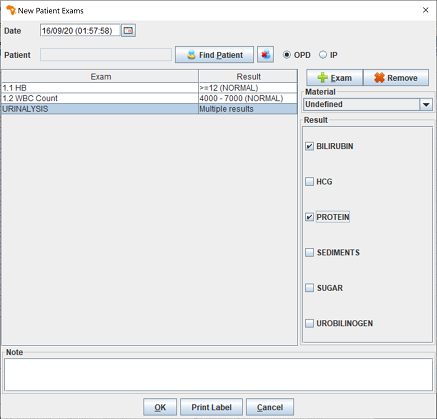 New Patient Exams
Date 16/09/20 (01:57:58)
Patient Find Patient OPD IP
Exam Result
1.1 HB >=12 (NORMAL)
1.2 WBC Count 4000 - 7000 (NORMAL)
URINALYSIS Multiple results
Exam Remove
Material
Undefined
Result
BILIRUBIN
HCG
PROTEIN
SEDIMENTS
SUGAR
UROBILINOGEN
Note
OK Print Label Cancel